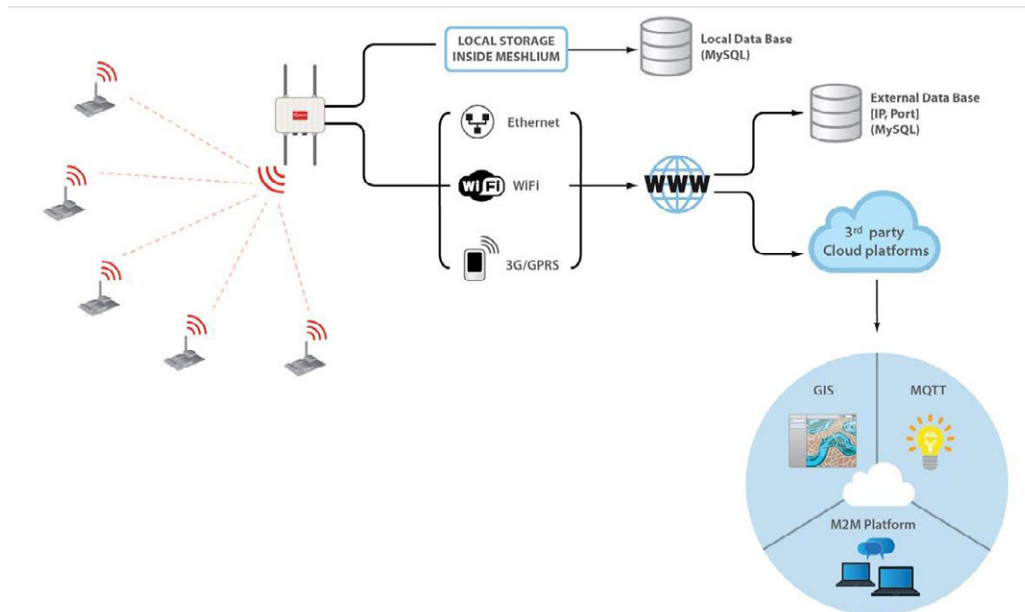 LOCAL STORAGE
INSIDE MESHLIUM
Local Data Base
(MySQL)
Ethernet
WiFi
WiFi
3G/GPRS
WWW
External Data Base
[IP, Port]
(MySQL)
3rd party
Cloud platforms
GIS
MQTT
M2M Platform